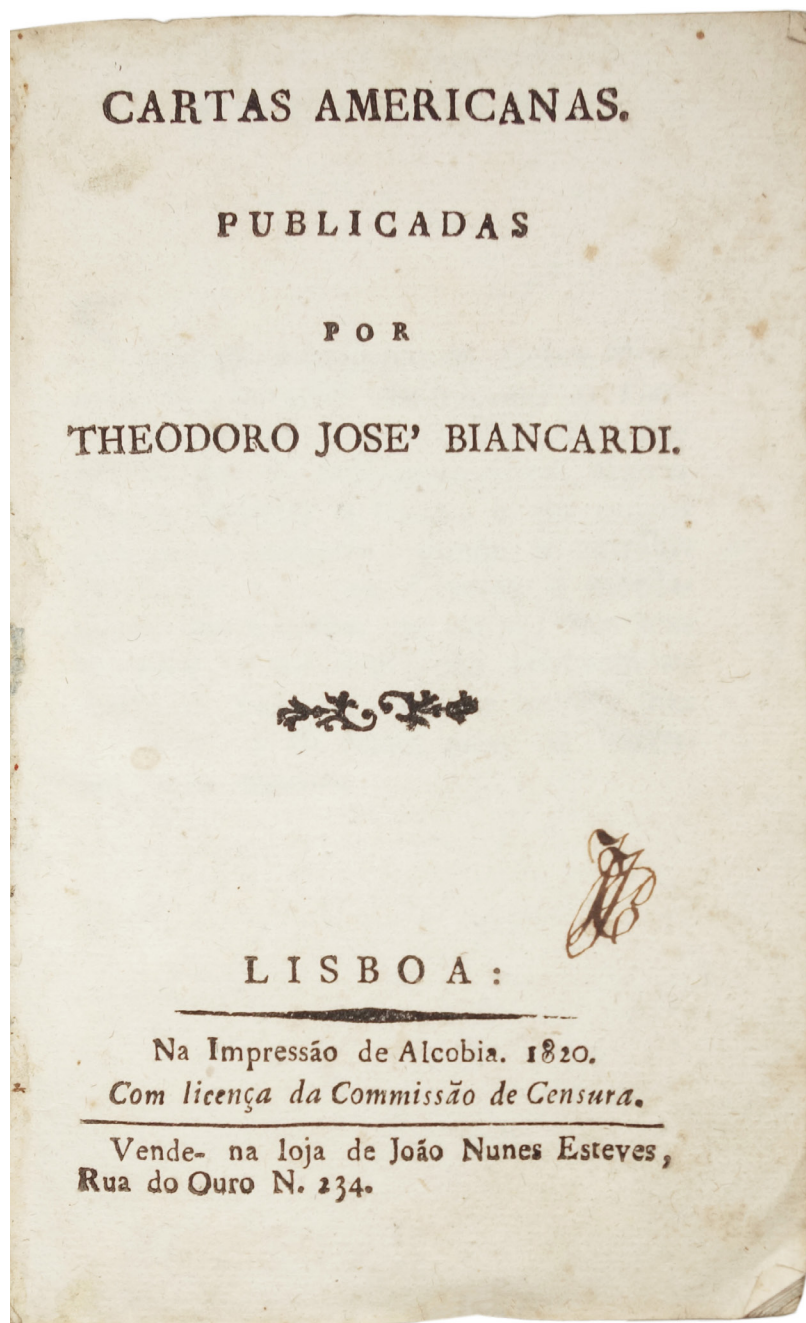 CARTAS AMERICANAS.
PUBLICADAS
POR
THEODORO JOSE' BIANCARDI.
LISBOA:
Na Impressão de Alcobia. 1820.
Com licença da Commissão de Censura.
Vende- na loja de João Nunes Esteves,
Rua do Ouro N. 234.